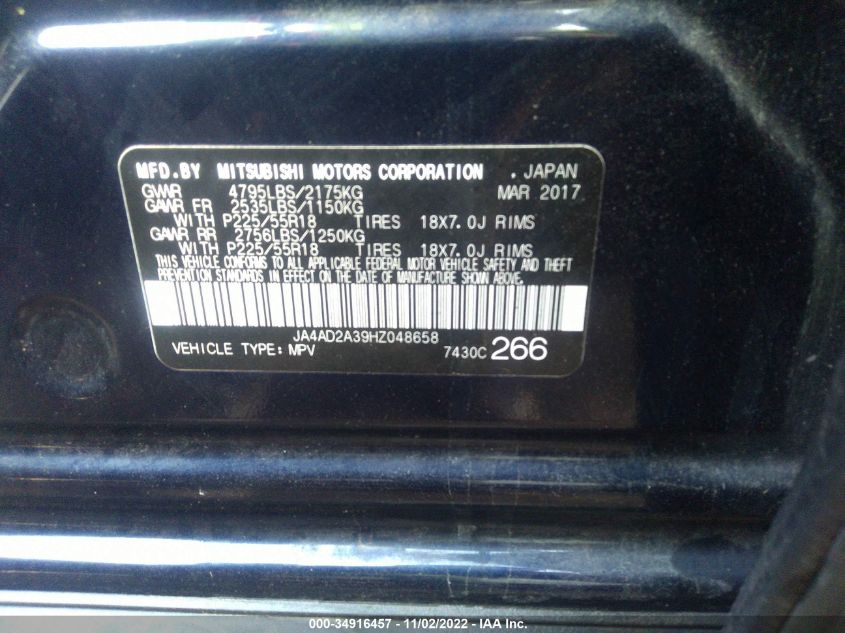 MFD.BY MITSUBISHI MOTORS CORPORATION . JAPAN
GVWR 4795LBS/2175KG MAR 2017
GAWR FR 2535LBS/1150KG
WITH P225/55R18 TIRES 18X7.0J RIMS
GAWR RR 2756LBS/1250KG
WITH P225/55R18 TIRES 18X7.0J RIMS
THIS VEHICLE CONFORMS TO ALL APPLICABLE FEDERAL MOTOR VEHICLE SAFETY AND THEFT
PREVENTION STANDARDS IN EFFECT ON THE DATE OF MANUFACTURE SHOWN ABOVE.
JA4AD2A39HZ048658
VEHICLE TYPE: MPV 7430C 266
000-34916457 - 11/02/2022 - IAA Inc.